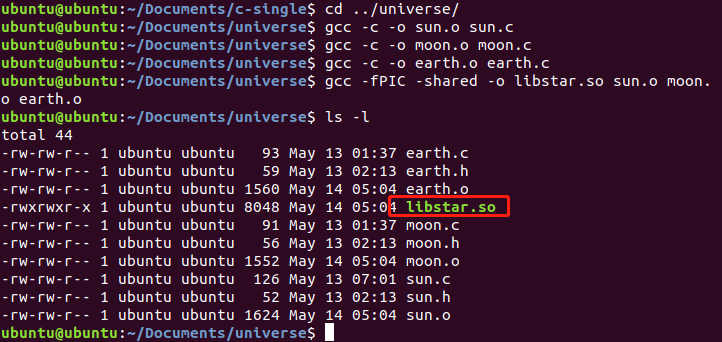 ubuntu@ubuntu:~/Documents/c-single$ cd ../universe/
ubuntu@ubuntu:~/Documents/universe$ gcc -c -o sun.o sun.c
ubuntu@ubuntu:~/Documents/universe$ gcc -c -o moon.o moon.c
ubuntu@ubuntu:~/Documents/universe$ gcc -c -o earth.o earth.c
ubuntu@ubuntu:~/Documents/universe$ gcc -fPIC -shared -o libstar.so sun.o moon.
o earth.o
ubuntu@ubuntu:~/Documents/universe$ ls -l
total 44
-rw-rw-r-- 1 ubuntu ubuntu   93 May 13 01:37 earth.c
-rw-rw-r-- 1 ubuntu ubuntu   59 May 13 02:13 earth.h
-rw-rw-r-- 1 ubuntu ubuntu 1560 May 14 05:04 earth.o
-rwxrwxr-x 1 ubuntu ubuntu 8048 May 14 05:04 libstar.so
-rw-rw-r-- 1 ubuntu ubuntu   91 May 13 01:37 moon.c
-rw-rw-r-- 1 ubuntu ubuntu   56 May 13 02:13 moon.h
-rw-rw-r-- 1 ubuntu ubuntu 1552 May 14 05:04 moon.o
-rw-rw-r-- 1 ubuntu ubuntu  126 May 13 07:01 sun.c
-rw-rw-r-- 1 ubuntu ubuntu   52 May 13 02:13 sun.h
-rw-rw-r-- 1 ubuntu ubuntu 1624 May 14 05:04 sun.o
ubuntu@ubuntu:~/Documents/universe$